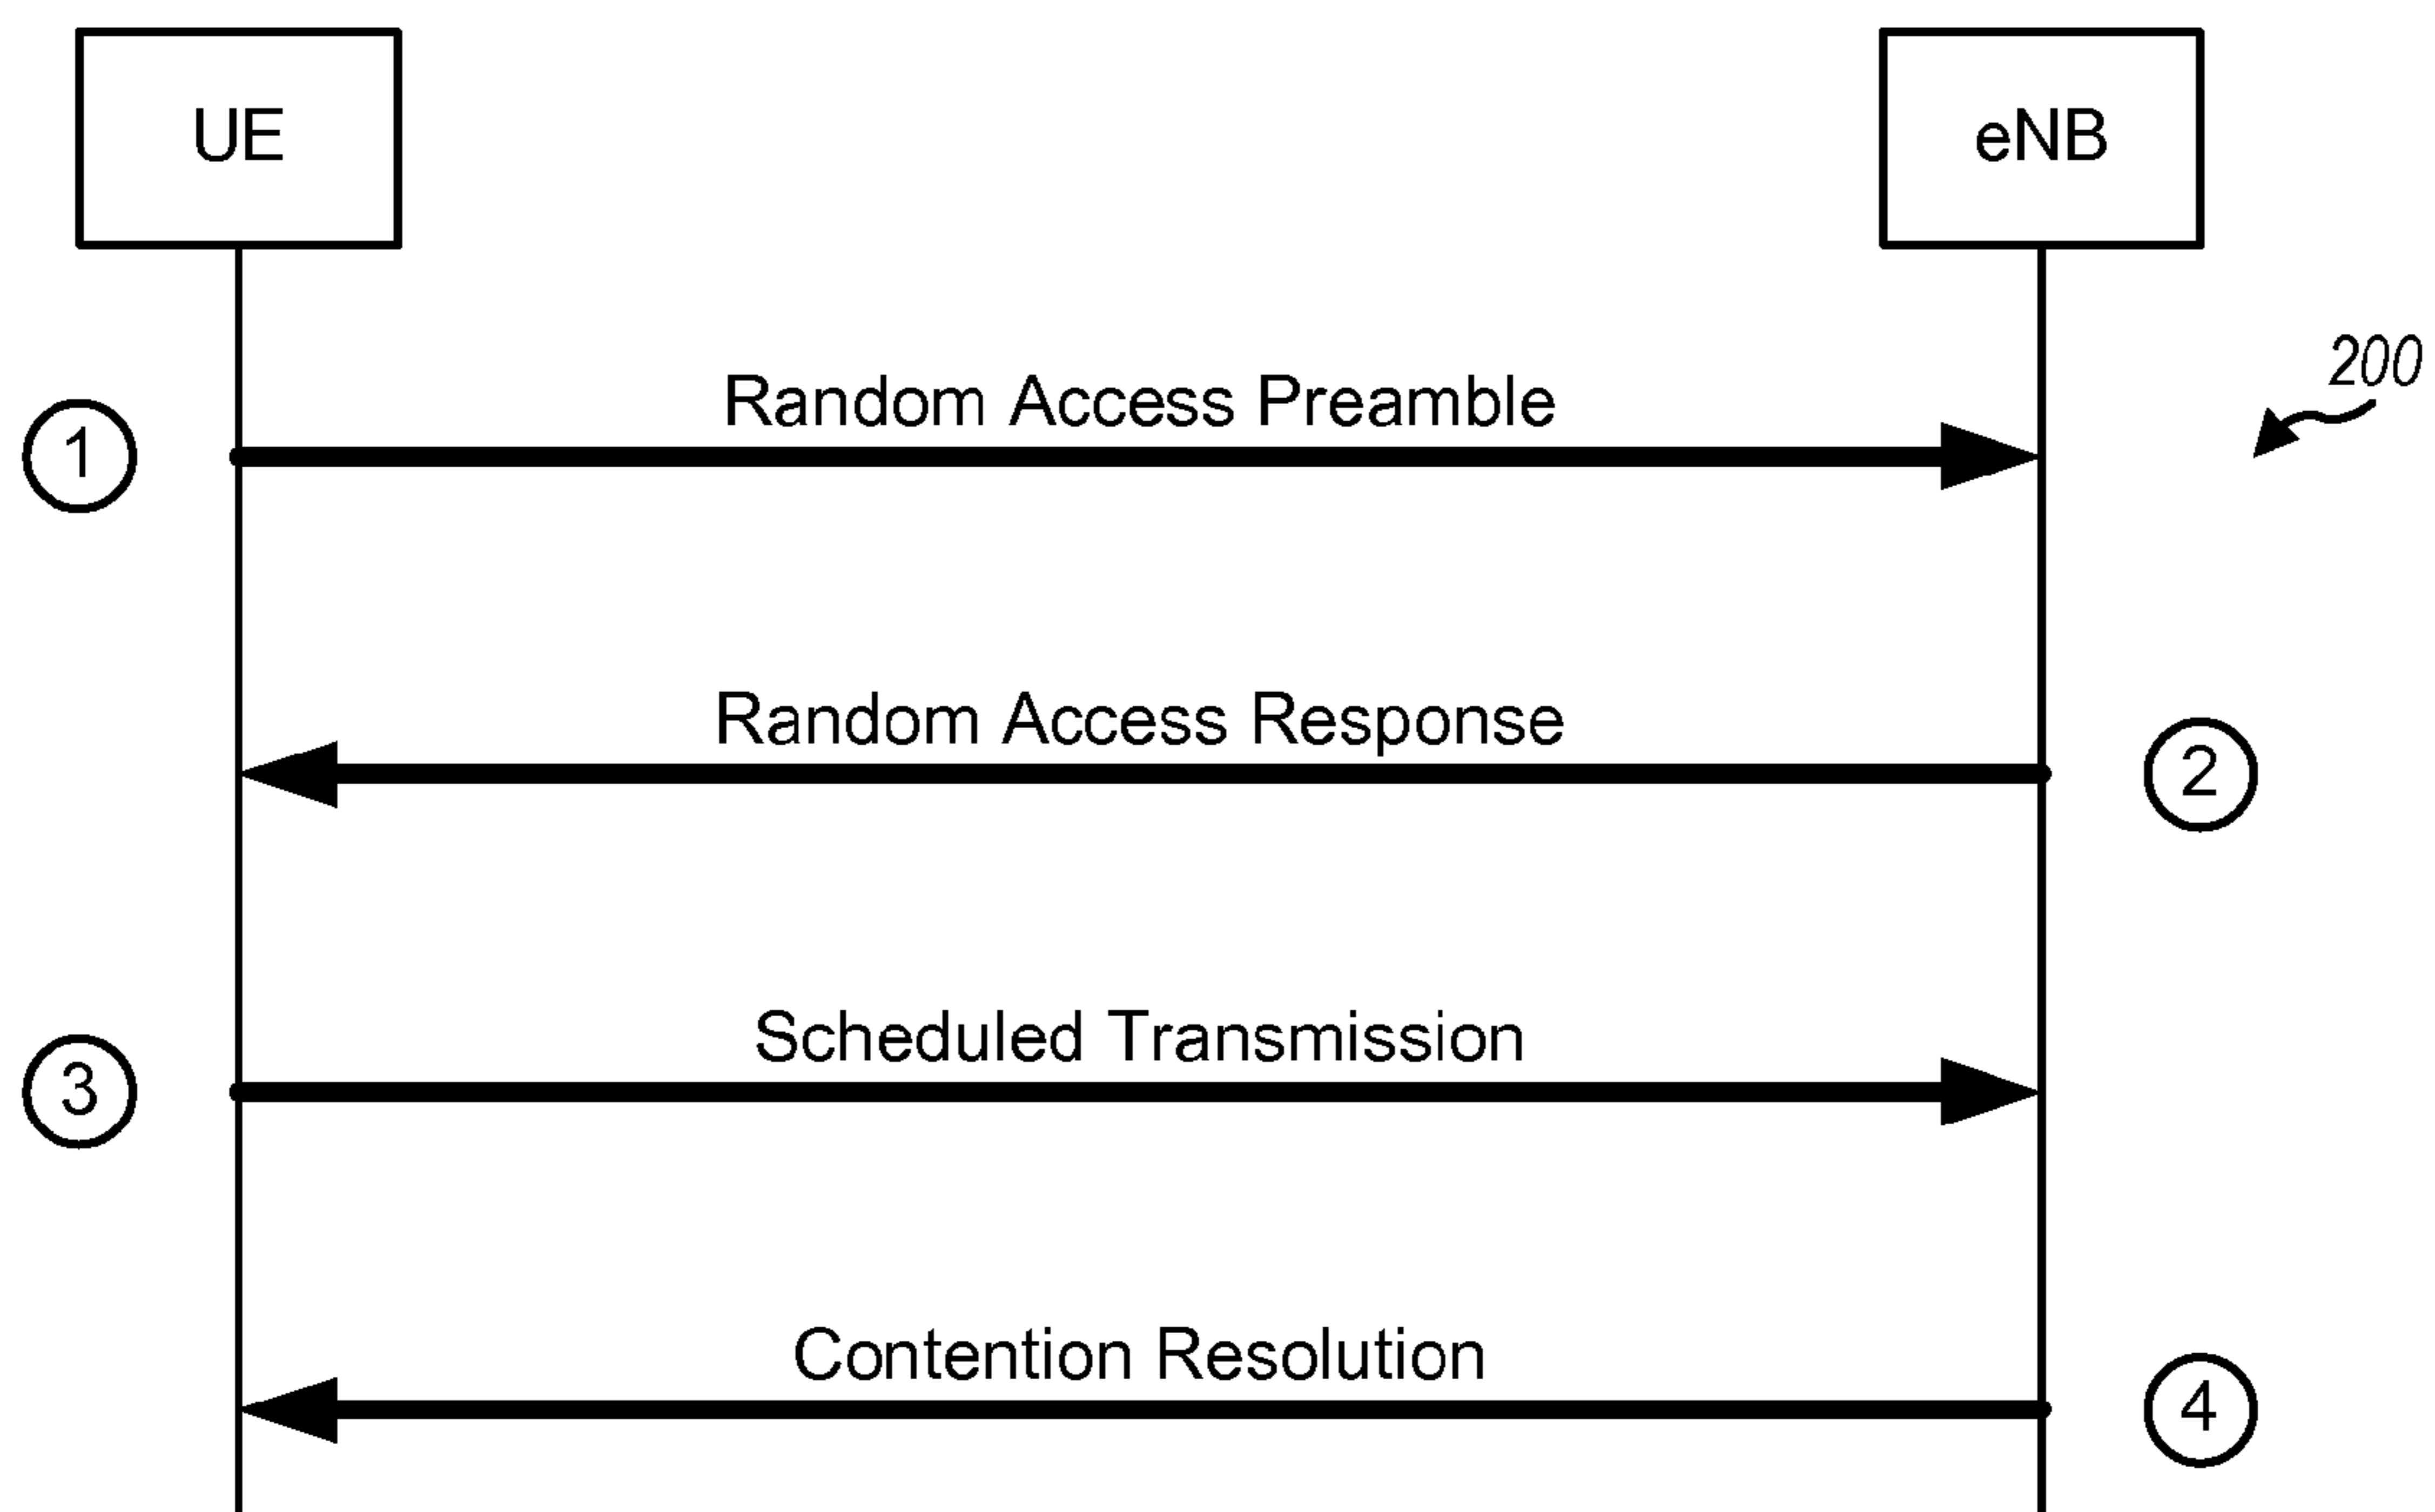 UE
eNB
200
Random Access Preamble
1
Random Access Response
2
Scheduled Transmission
3
Contention Resolution
4